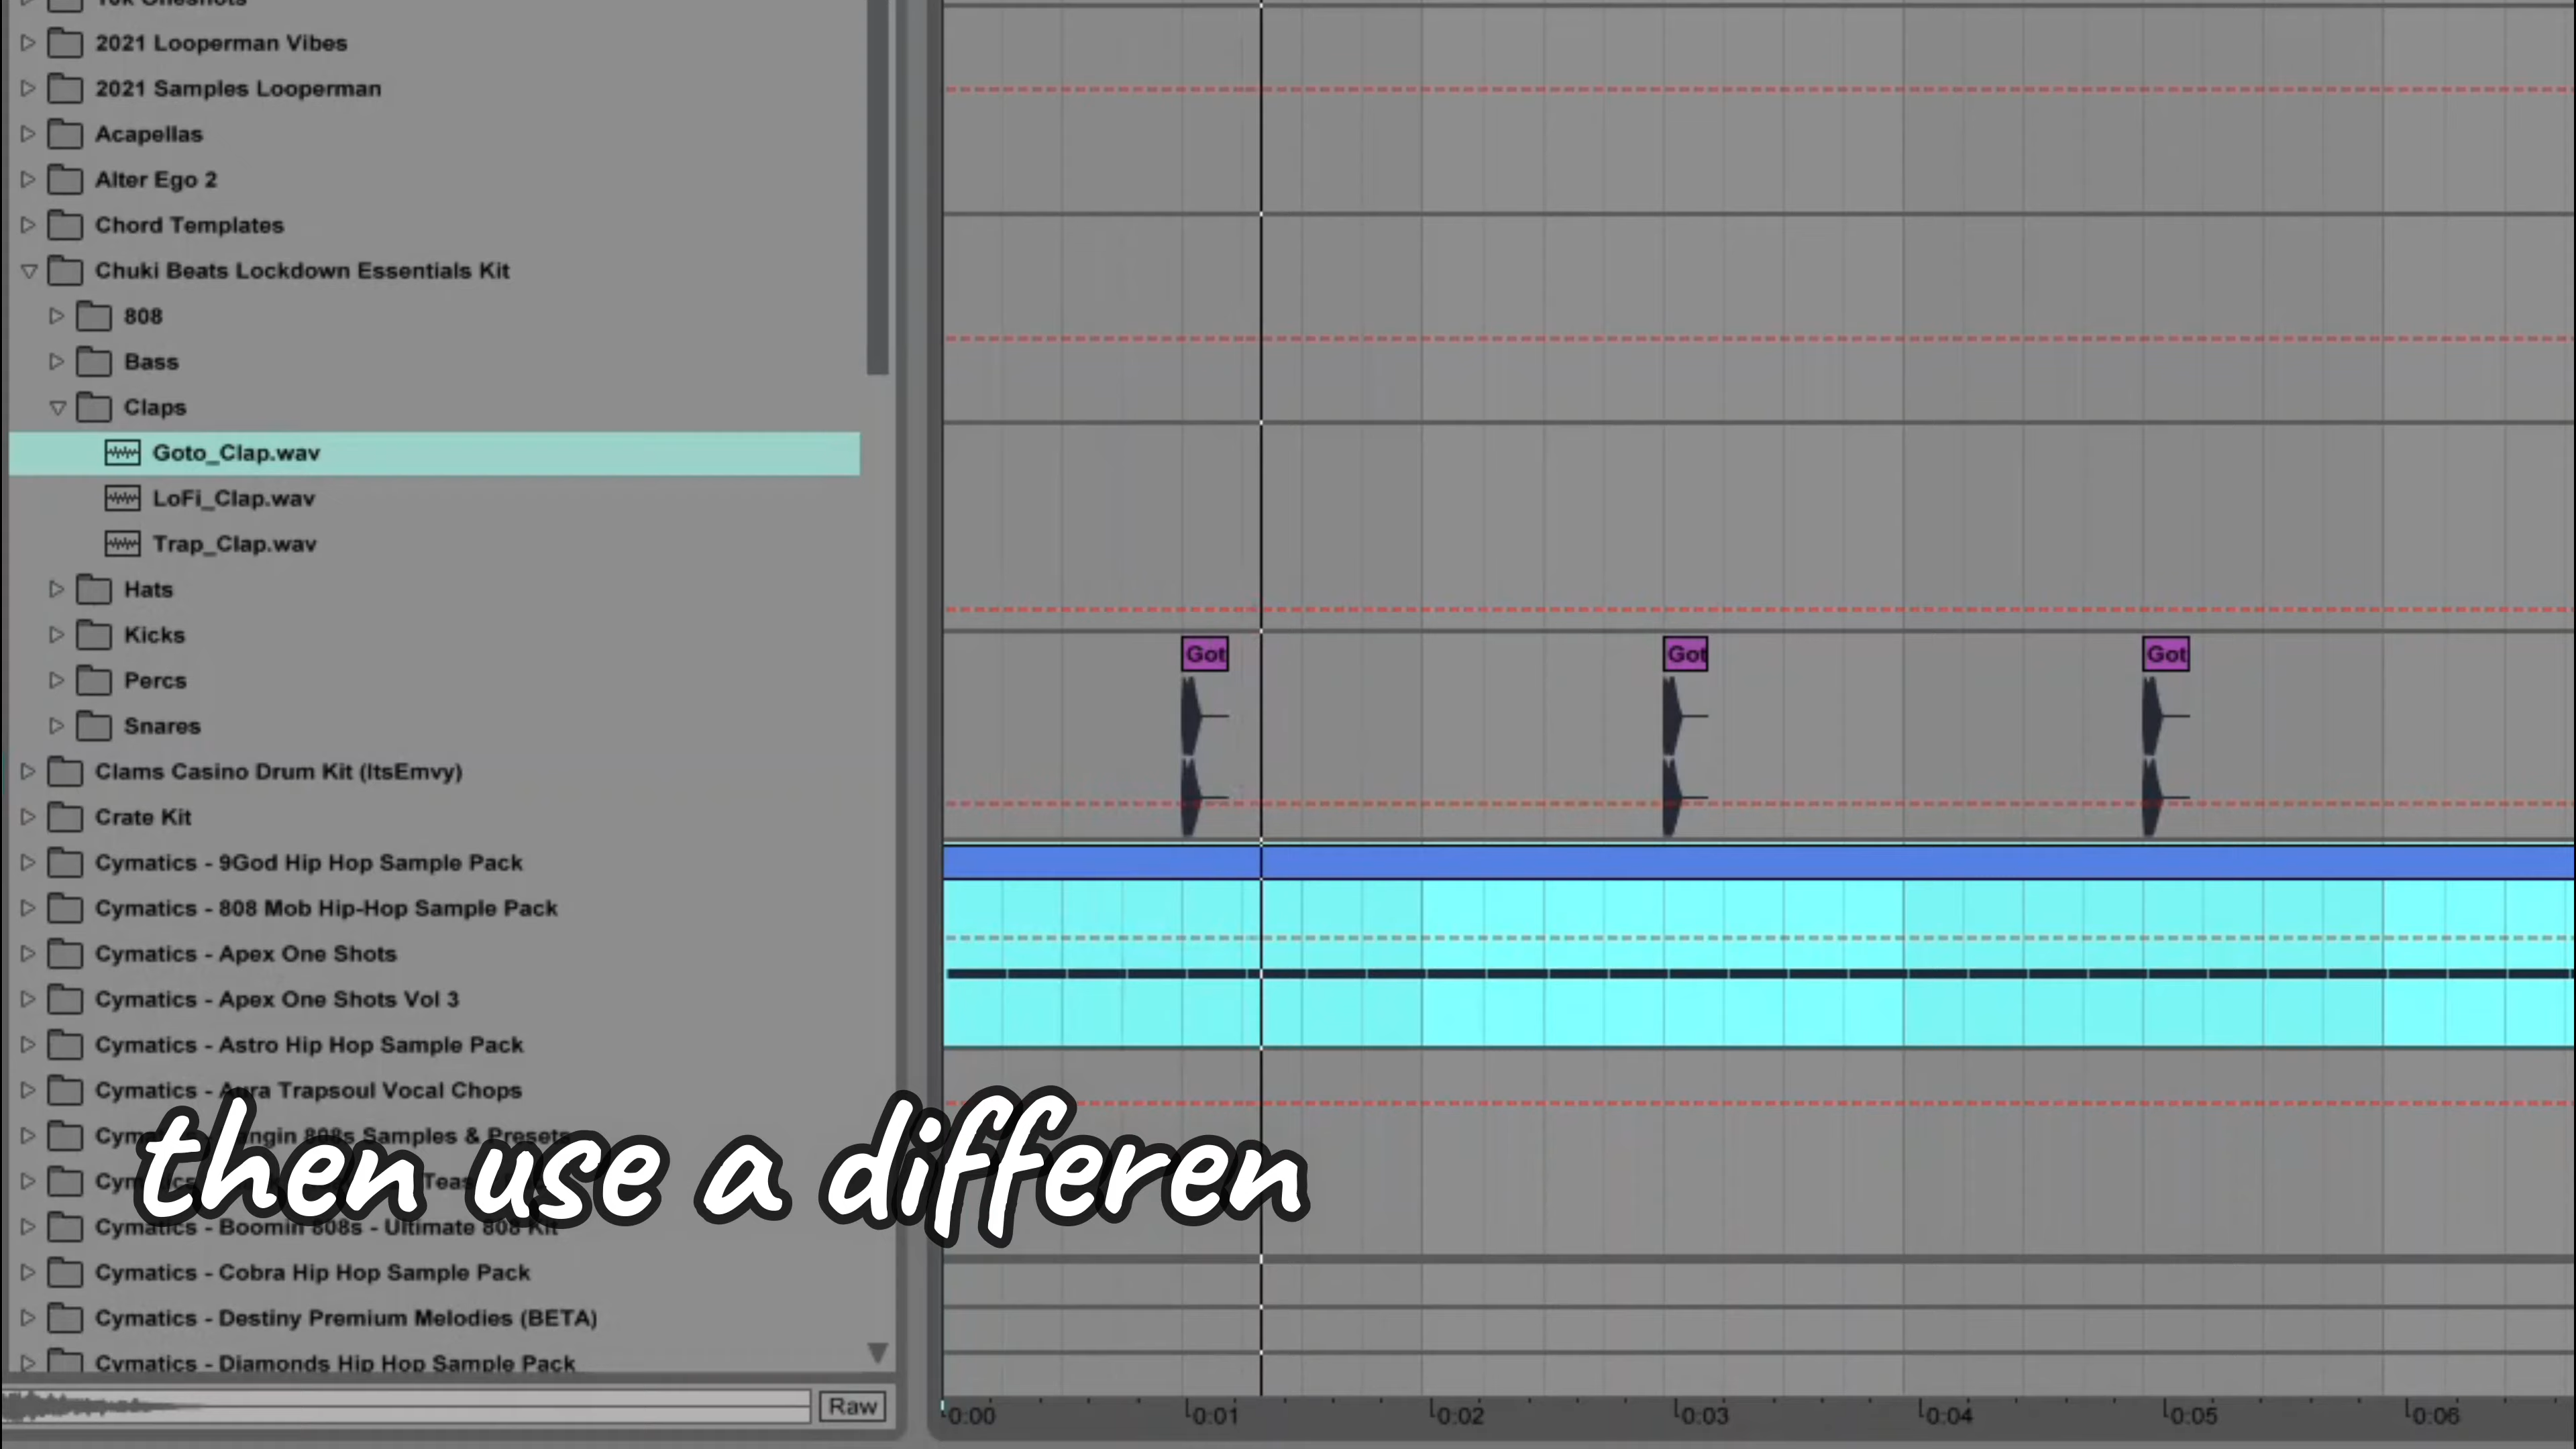 10k Oneshots
2021 Looperman Vibes
2021 Samples Looperman
Acapellas
Alter Ego 2
Chord Templates
Chuki Beats Lockdown Essentials Kit
808
Bass
Claps
Goto_Clap.wav
LoFi_Clap.wav
Trap_Clap.wav
Hats
Kicks
Percs
Snares
Clams Casino Drum Kit (ItsEmvy)
Crate Kit
Cymatics - 9God Hip Hop Sample Pack
Cymatics - 808 Mob Hip-Hop Sample Pack
Cymatics - Apex One Shots
Cymatics - Apex One Shots Vol 3
Cymatics - Astro Hip Hop Sample Pack
Cymatics - Aura Trapsoul Vocal Chops
808s Samples & Presets
Cymatics - Boomin 808s - Ultimate 808 Kit
Cymatics - Cobra Hip Hop Sample Pack
Cymatics - Destiny Premium Melodies (BETA)
Cymatics - Diamonds Hip Hop Sample Pack
Raw
Got Got Got
0:00 0:01 0:02 0:03 0:04 0:05 0:06
then use a differen